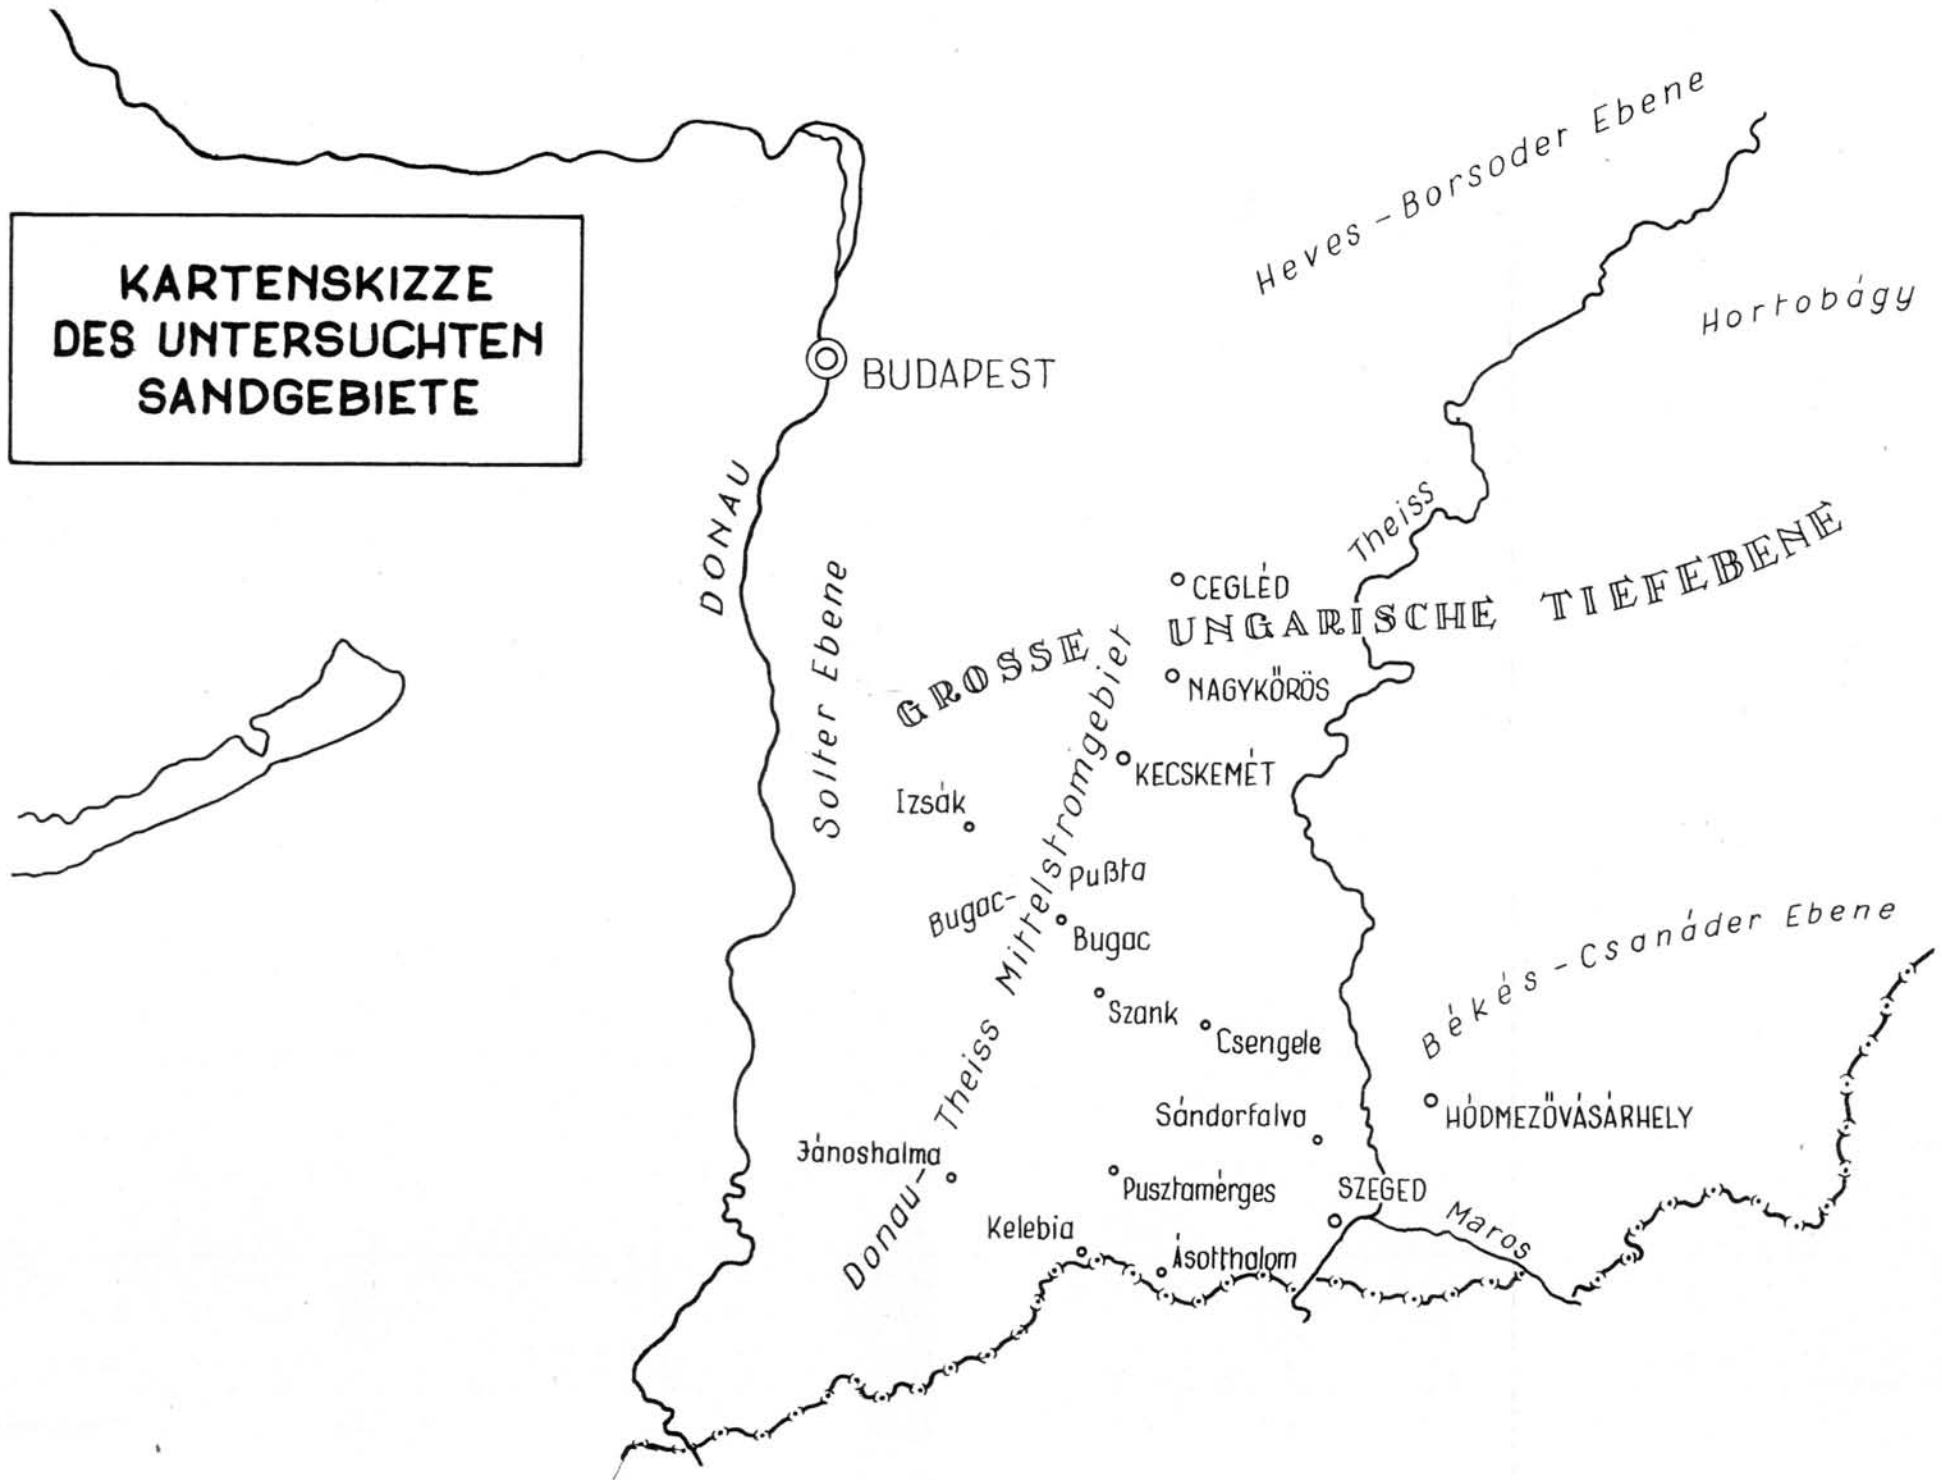 KARTENSKIZZE
DES UNTERSUCHTEN
SANDGEBIETE
Heves-Borsoder Ebene
Hortobágy
BUDAPEST
DONAU
Theiss
Solter Ebene
GROSSE UNGARISCHE TIEFEBENE
CEGLÉD
NAGYKŐRÖS
KECSKEMÉT
Izsák
Bugac- Pußta
Bugac
Donau- Theiss Mittelstromgebiet
Szank
Csengele
Békés-Csanáder Ebene
Sándorfalva
HÓDMEZŐVÁSÁRHELY
Jánoshalma
Pusztamérges
SZEGED
Maros
Kelebia
Ásotthalom